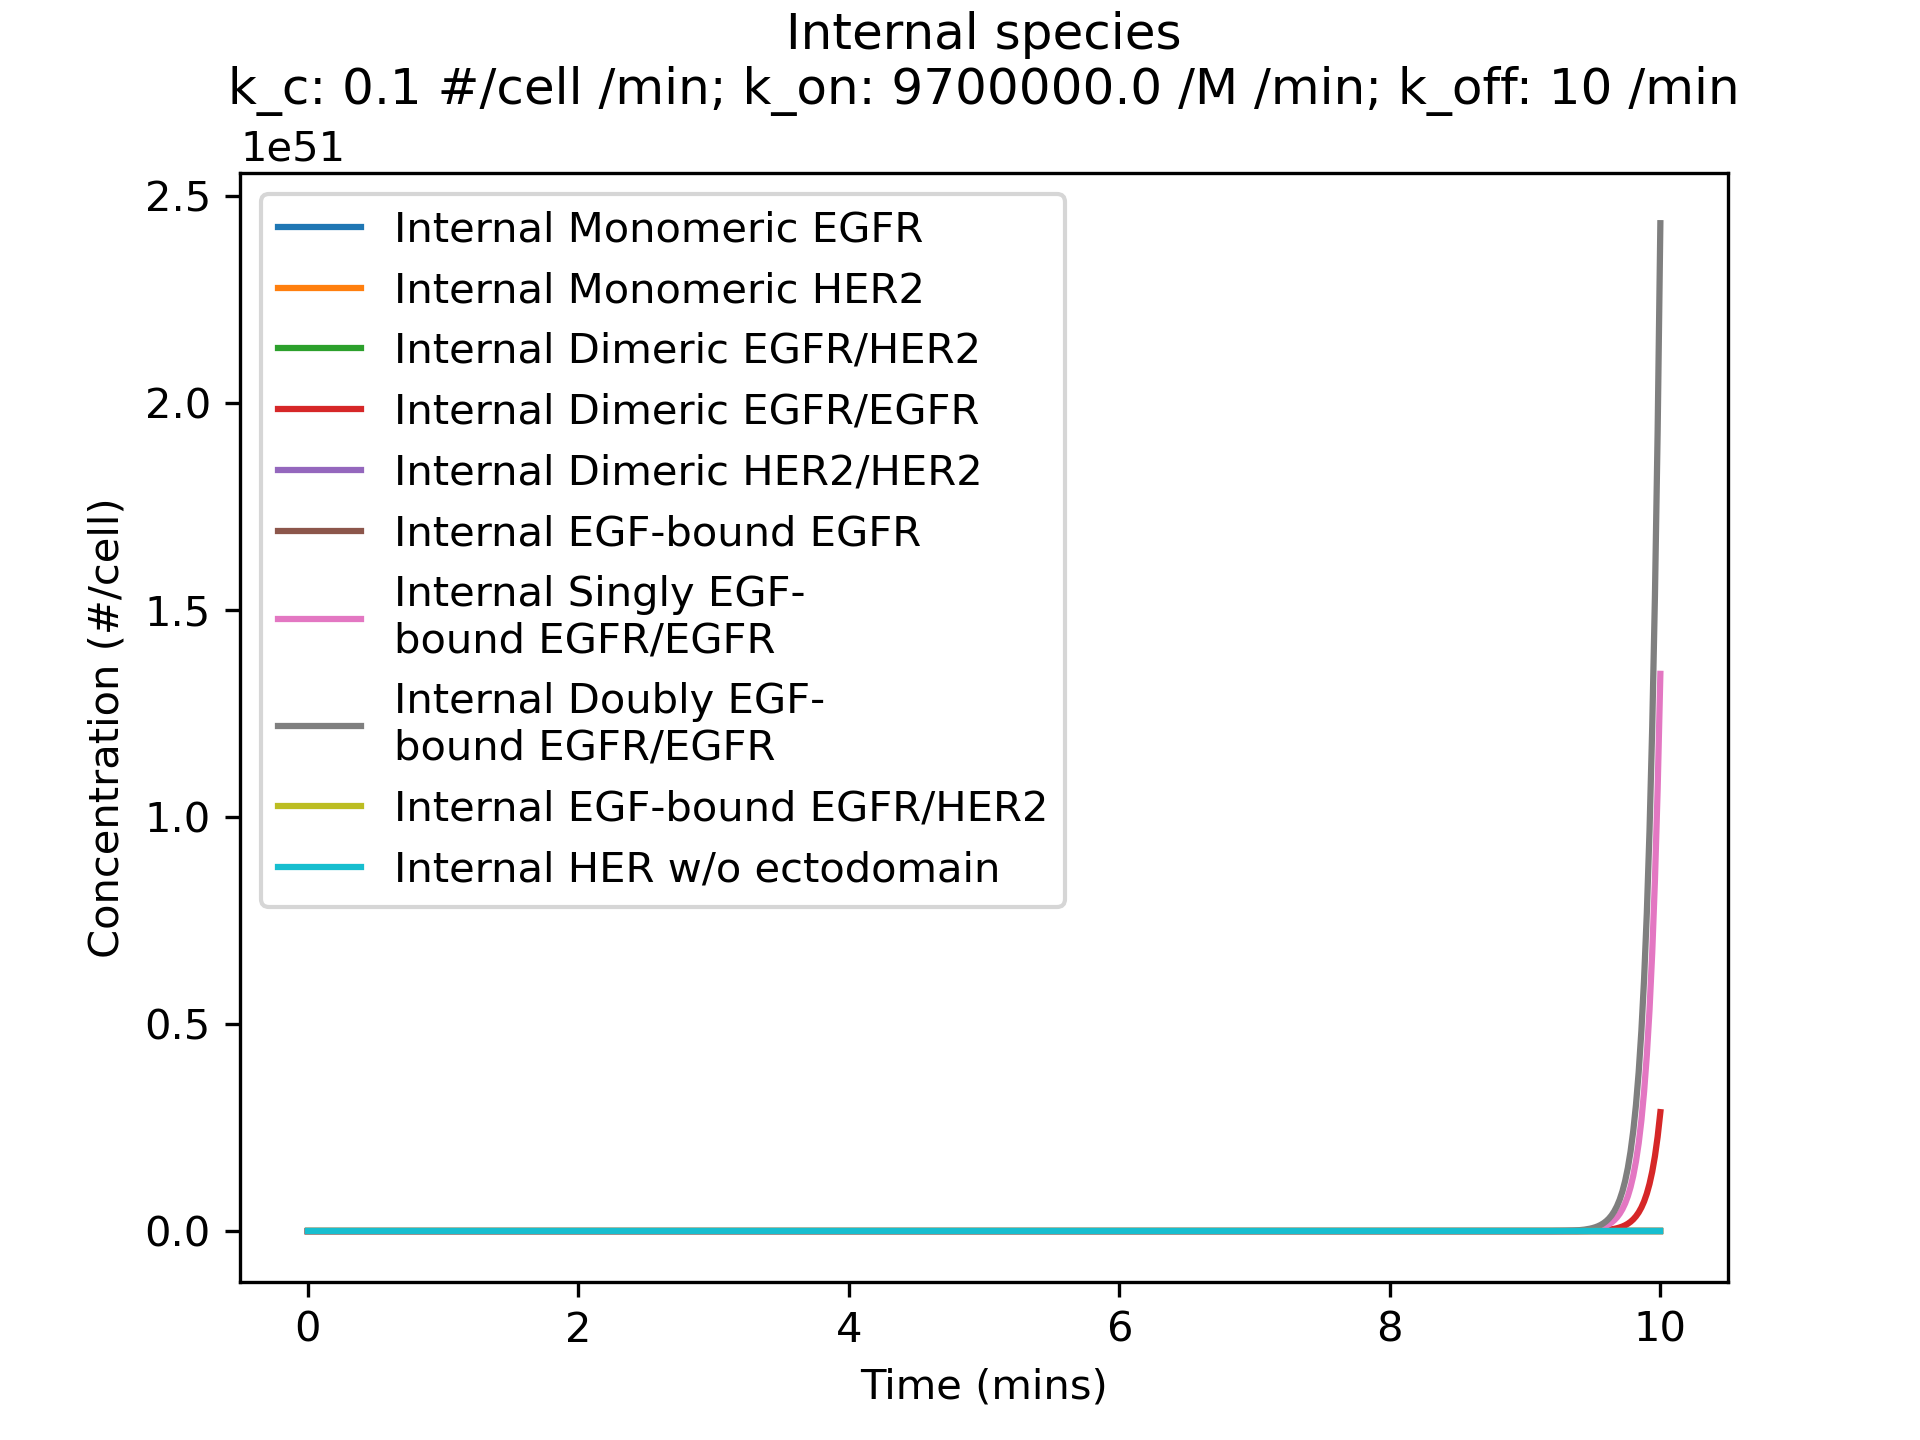 Internal species
k_c: 0.1 #/cell /min; k_on: 9700000.0 /M /min; k_off: 10 /min
1e51
2.5
2.0
1.5
1.0
0.5
0.0
Concentration (#/cell)
Internal Monomeric EGFR
Internal Monomeric HER2
Internal Dimeric EGFR/HER2
Internal Dimeric EGFR/EGFR
Internal Dimeric HER2/HER2
Internal EGF-bound EGFR
Internal Singly EGF-
bound EGFR/EGFR
Internal Doubly EGF-
bound EGFR/EGFR
Internal EGF-bound EGFR/HER2
Internal HER w/o ectodomain
0 2 4 6 8 10
Time (mins)